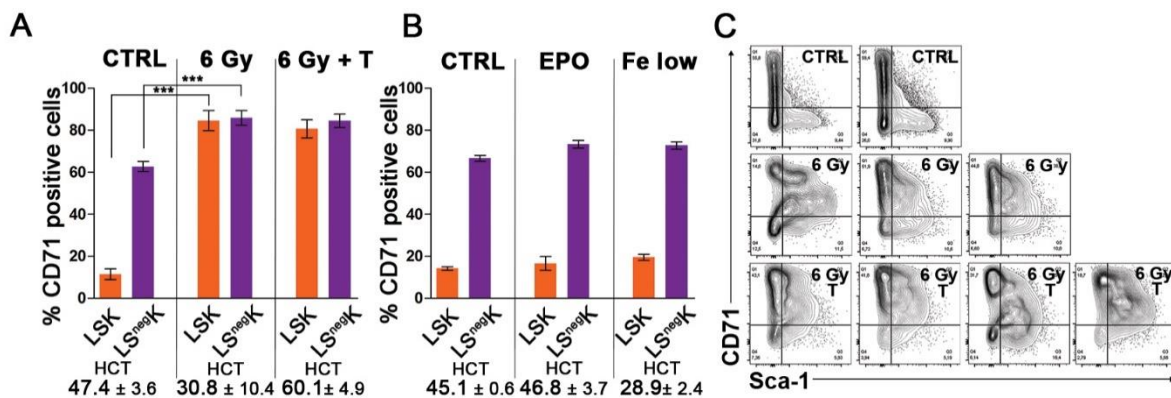 A
CTRL 6 Gy 6 Gy + T
***
***
% CD71 positive cells
100
80
60
40
20
0
LSK LSnegK LSK LSnegK LSK LSnegK
HCT HCT HCT
47.4 ± 3.6 30.8 ± 10.4 60.1 ± 4.9
B
CTRL EPO Fe low
% CD71 positive cells
100
80
60
40
20
0
LSK LSnegK LSK LSnegK LSK LSnegK
HCT HCT HCT
45.1 ± 0.6 46.8 ± 3.7 28.9 ± 2.4
C
CTRL CTRL
6 Gy 6 Gy 6 Gy
6 Gy 6 Gy 6 Gy 6 Gy
T T T T
CD71
Sca-1